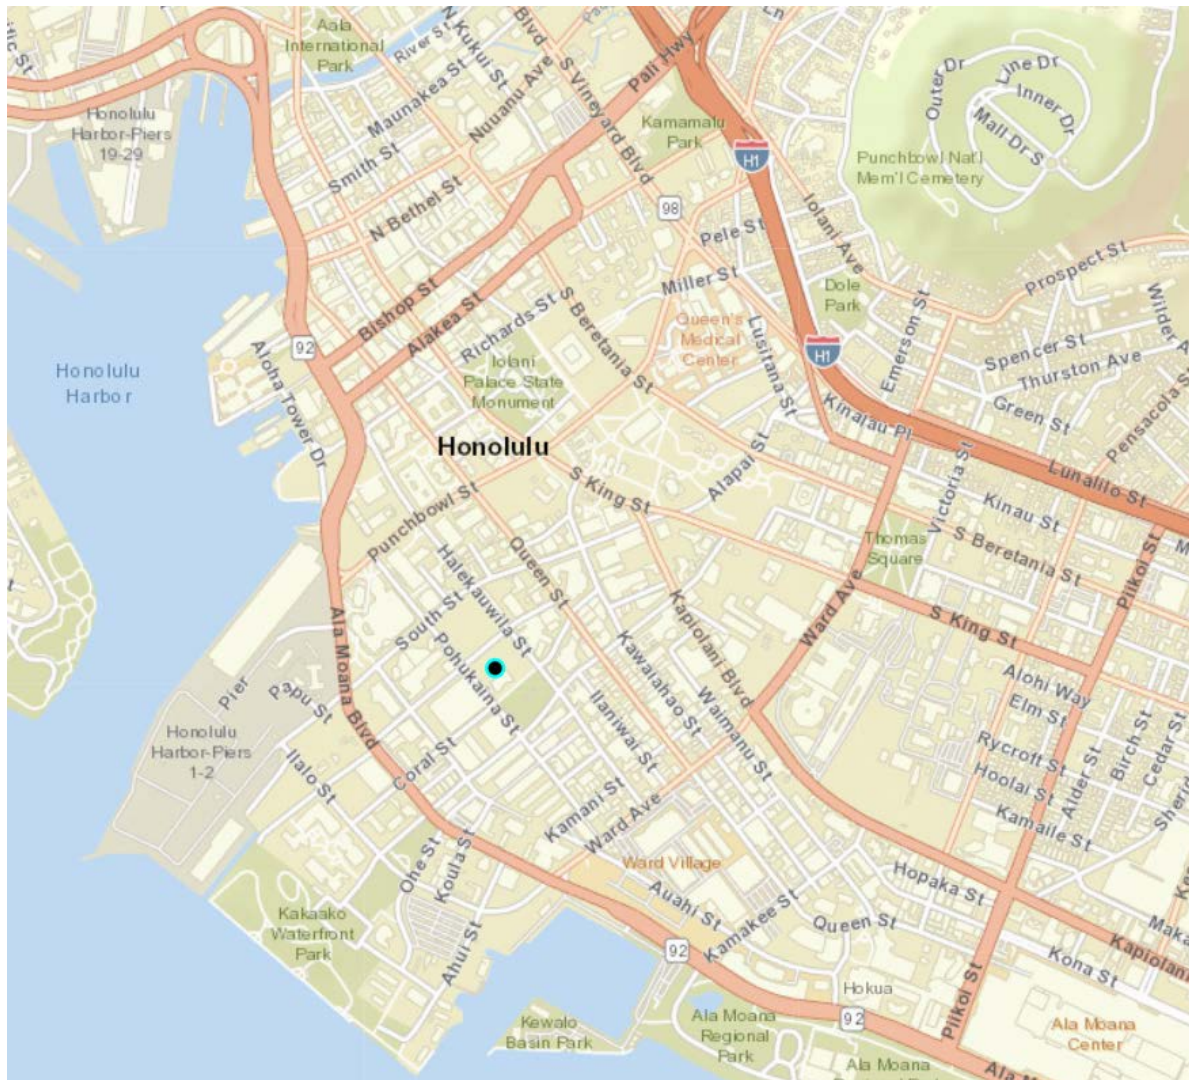 Aala
International
Park
River St
N Kukui St
Blvd
Pali Hwy
Ln
Outer Dr
Line Dr
Inner Dr
Mall Dr S
Honolulu
Harbor-Piers
19-29
Maunakea St
Nuuanu Ave
S Vineyard Blvd
Kamamalu
Park
H1
Punchbowl Nat'l
Mem'l Cemetery
Smith St
N Bethel St
98
Iolani Ave
Pele St
Miller St
Prospect St
Dole
Park
Wilder A
Bishop St
Alakea St
Richards St
S Beretania St
Queen's
Medical
Center
Lusitana St
Emerson St
H1
Spencer St
Thurston Ave
Green St
Pensacola St
92
Honolulu
Harbor
Aloha Tower Dr
Iolani
Palace State
Monument
Kinalau Pl
Lunalilo St
Honolulu
S King St
Alapai St
Victoria St
Kinau St
S Beretania St
Punchbowl St
Thomas
Square
Piikoi St
Halekauwila St
Queen St
South St
Pohukaina St
Kapiolani Blvd
Ward Ave
S King St
Ala Moana Blvd
Kawaiahao St
Waimanu St
Ilaniwai St
Alohi Way
Elm St
Rycroft St
Hoolai St
Kamaile St
Alder St
Birch St
Cedar St
Sherid
Pier
Papu St
Honolulu
Harbor-Piers
1-2
Ilalo St
Coral St
Kamani St
Ward Ave
Ward Village
Ohe St
Koula St
Auahi St
Kamakee St
Hopaka St
Queen St
Kona St
Kapiolani
Maka
Kakaako
Waterfront
Park
Ahui St
92
Hokua
Kewalo
Basin Park
Ala Moana
Regional
Park
92
Piikoi St
Ala Moana
Center
Ala Moana
Ala M